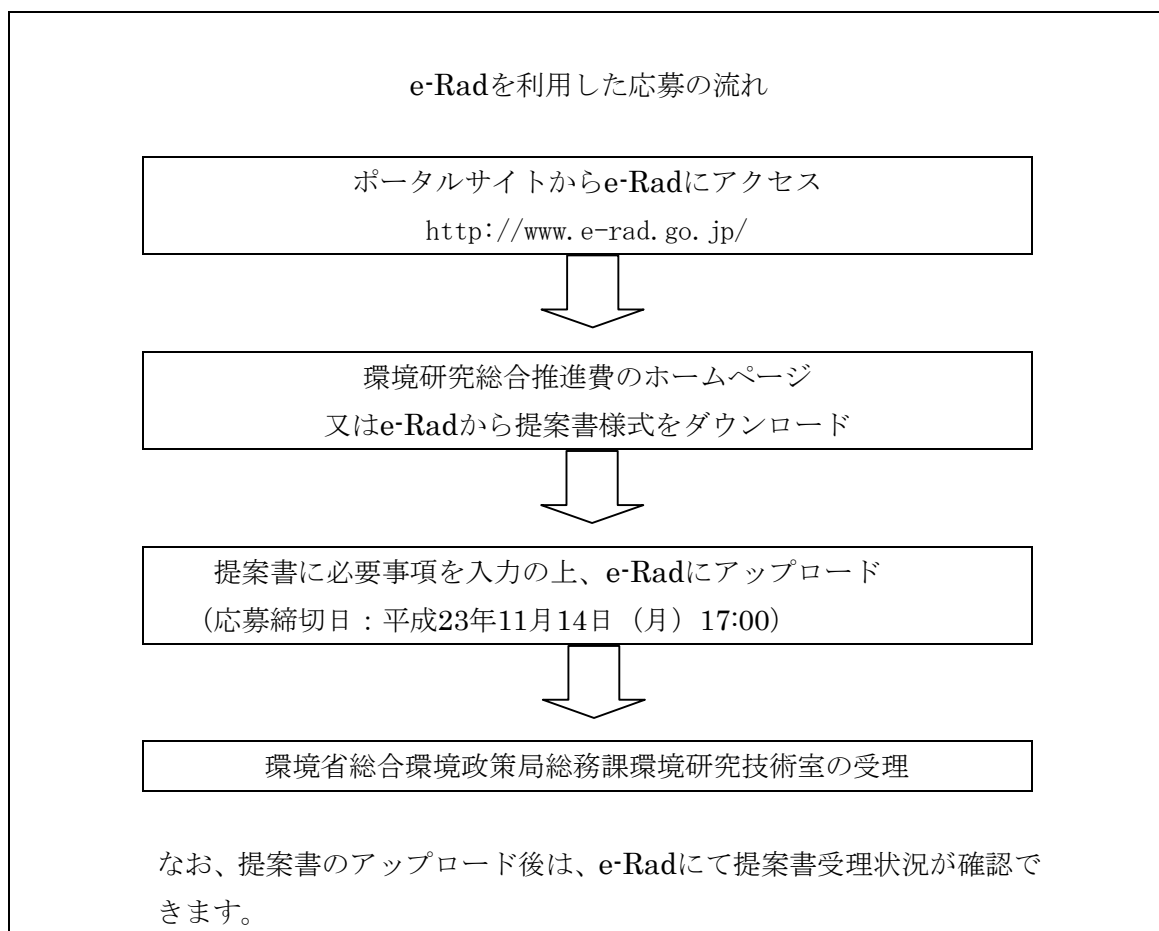 e-Radを利用した応募の流れ
ポータルサイトからe-Radにアクセス
http://www.e-rad.go.jp/
環境研究総合推進費のホームページ
又はe-Radから提案書様式をダウンロード
提案書に必要事項を入力の上、e-Radにアップロード
(応募締切日：平成23年11月14日（月）17:00)
環境省総合環境政策局総務課環境研究技術室の受理
なお、提案書のアップロード後は、e-Radにて提案書受理状況が確認で
きます。